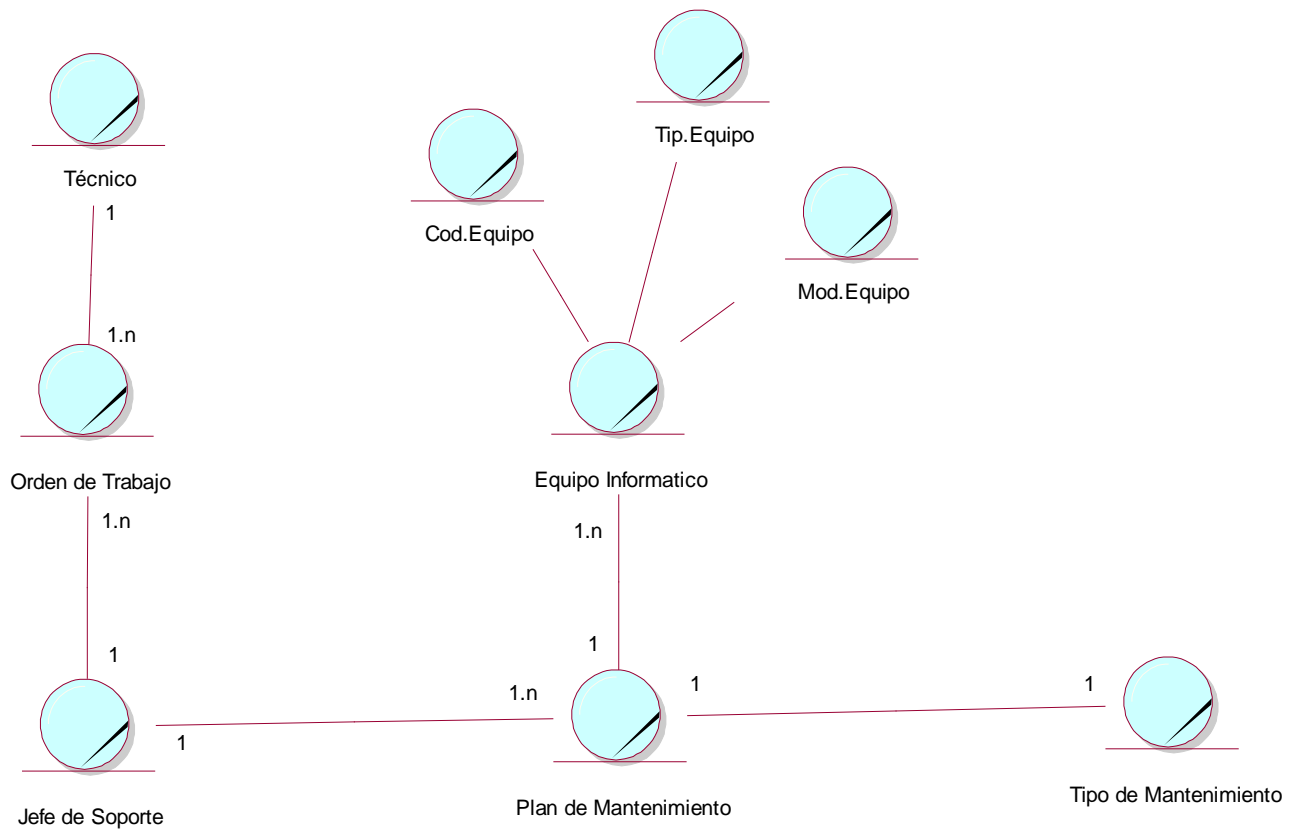 Tip.Equipo
Técnico
1
Cod.Equipo
Mod.Equipo
1.n
Orden de Trabajo
Equipo Informatico
1.n
1.n
1
1
1.n
1
1
1
Jefe de Soporte
Plan de Mantenimiento
Tipo de Mantenimiento